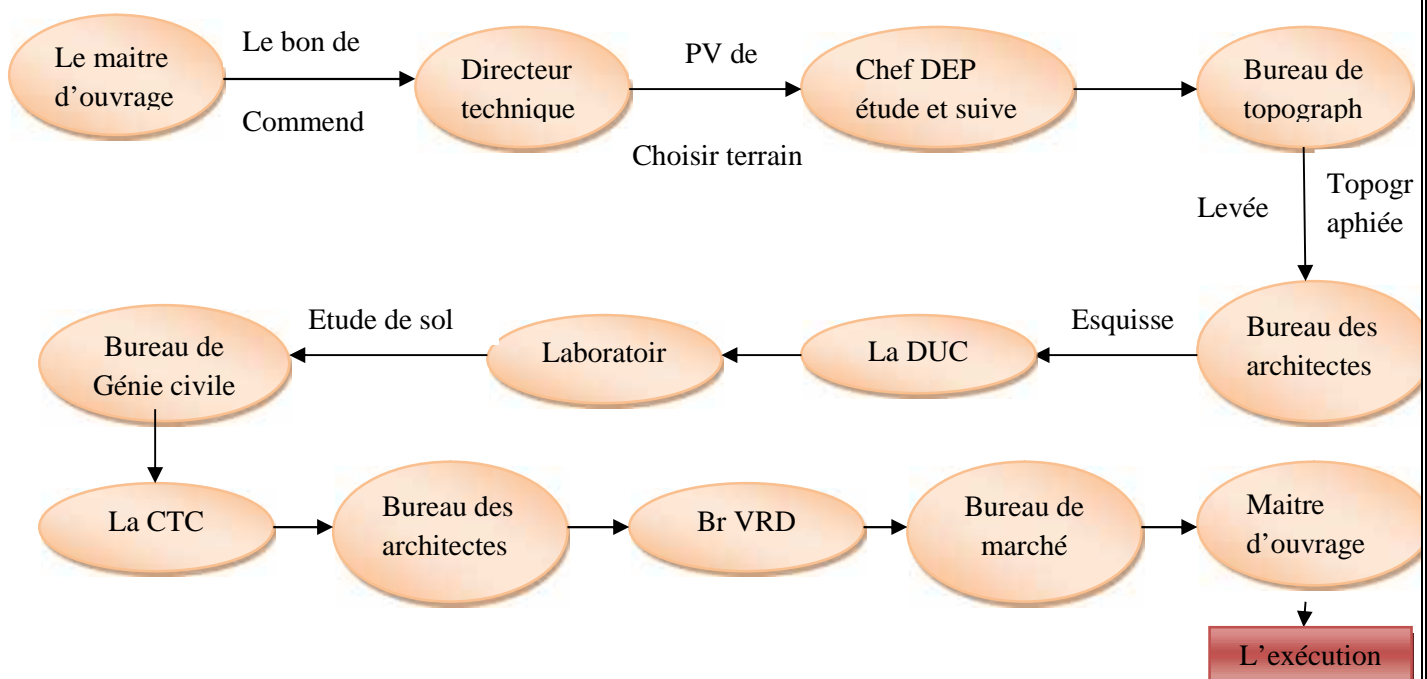 Le maitre
d'ouvrage
Le bon de
Commend
Directeur
technique
PV de
Choisir terrain
Chef DEP
étude et suive
Bureau de
topograph
Levée
Topogr
aphiée
Bureau des
architectes
Esquisse
La DUC
Laboratoir
Etude de sol
Bureau de
Génie civile
La CTC
Bureau des
architectes
Br VRD
Bureau de
marché
Maitre
d'ouvrage
L'exécution